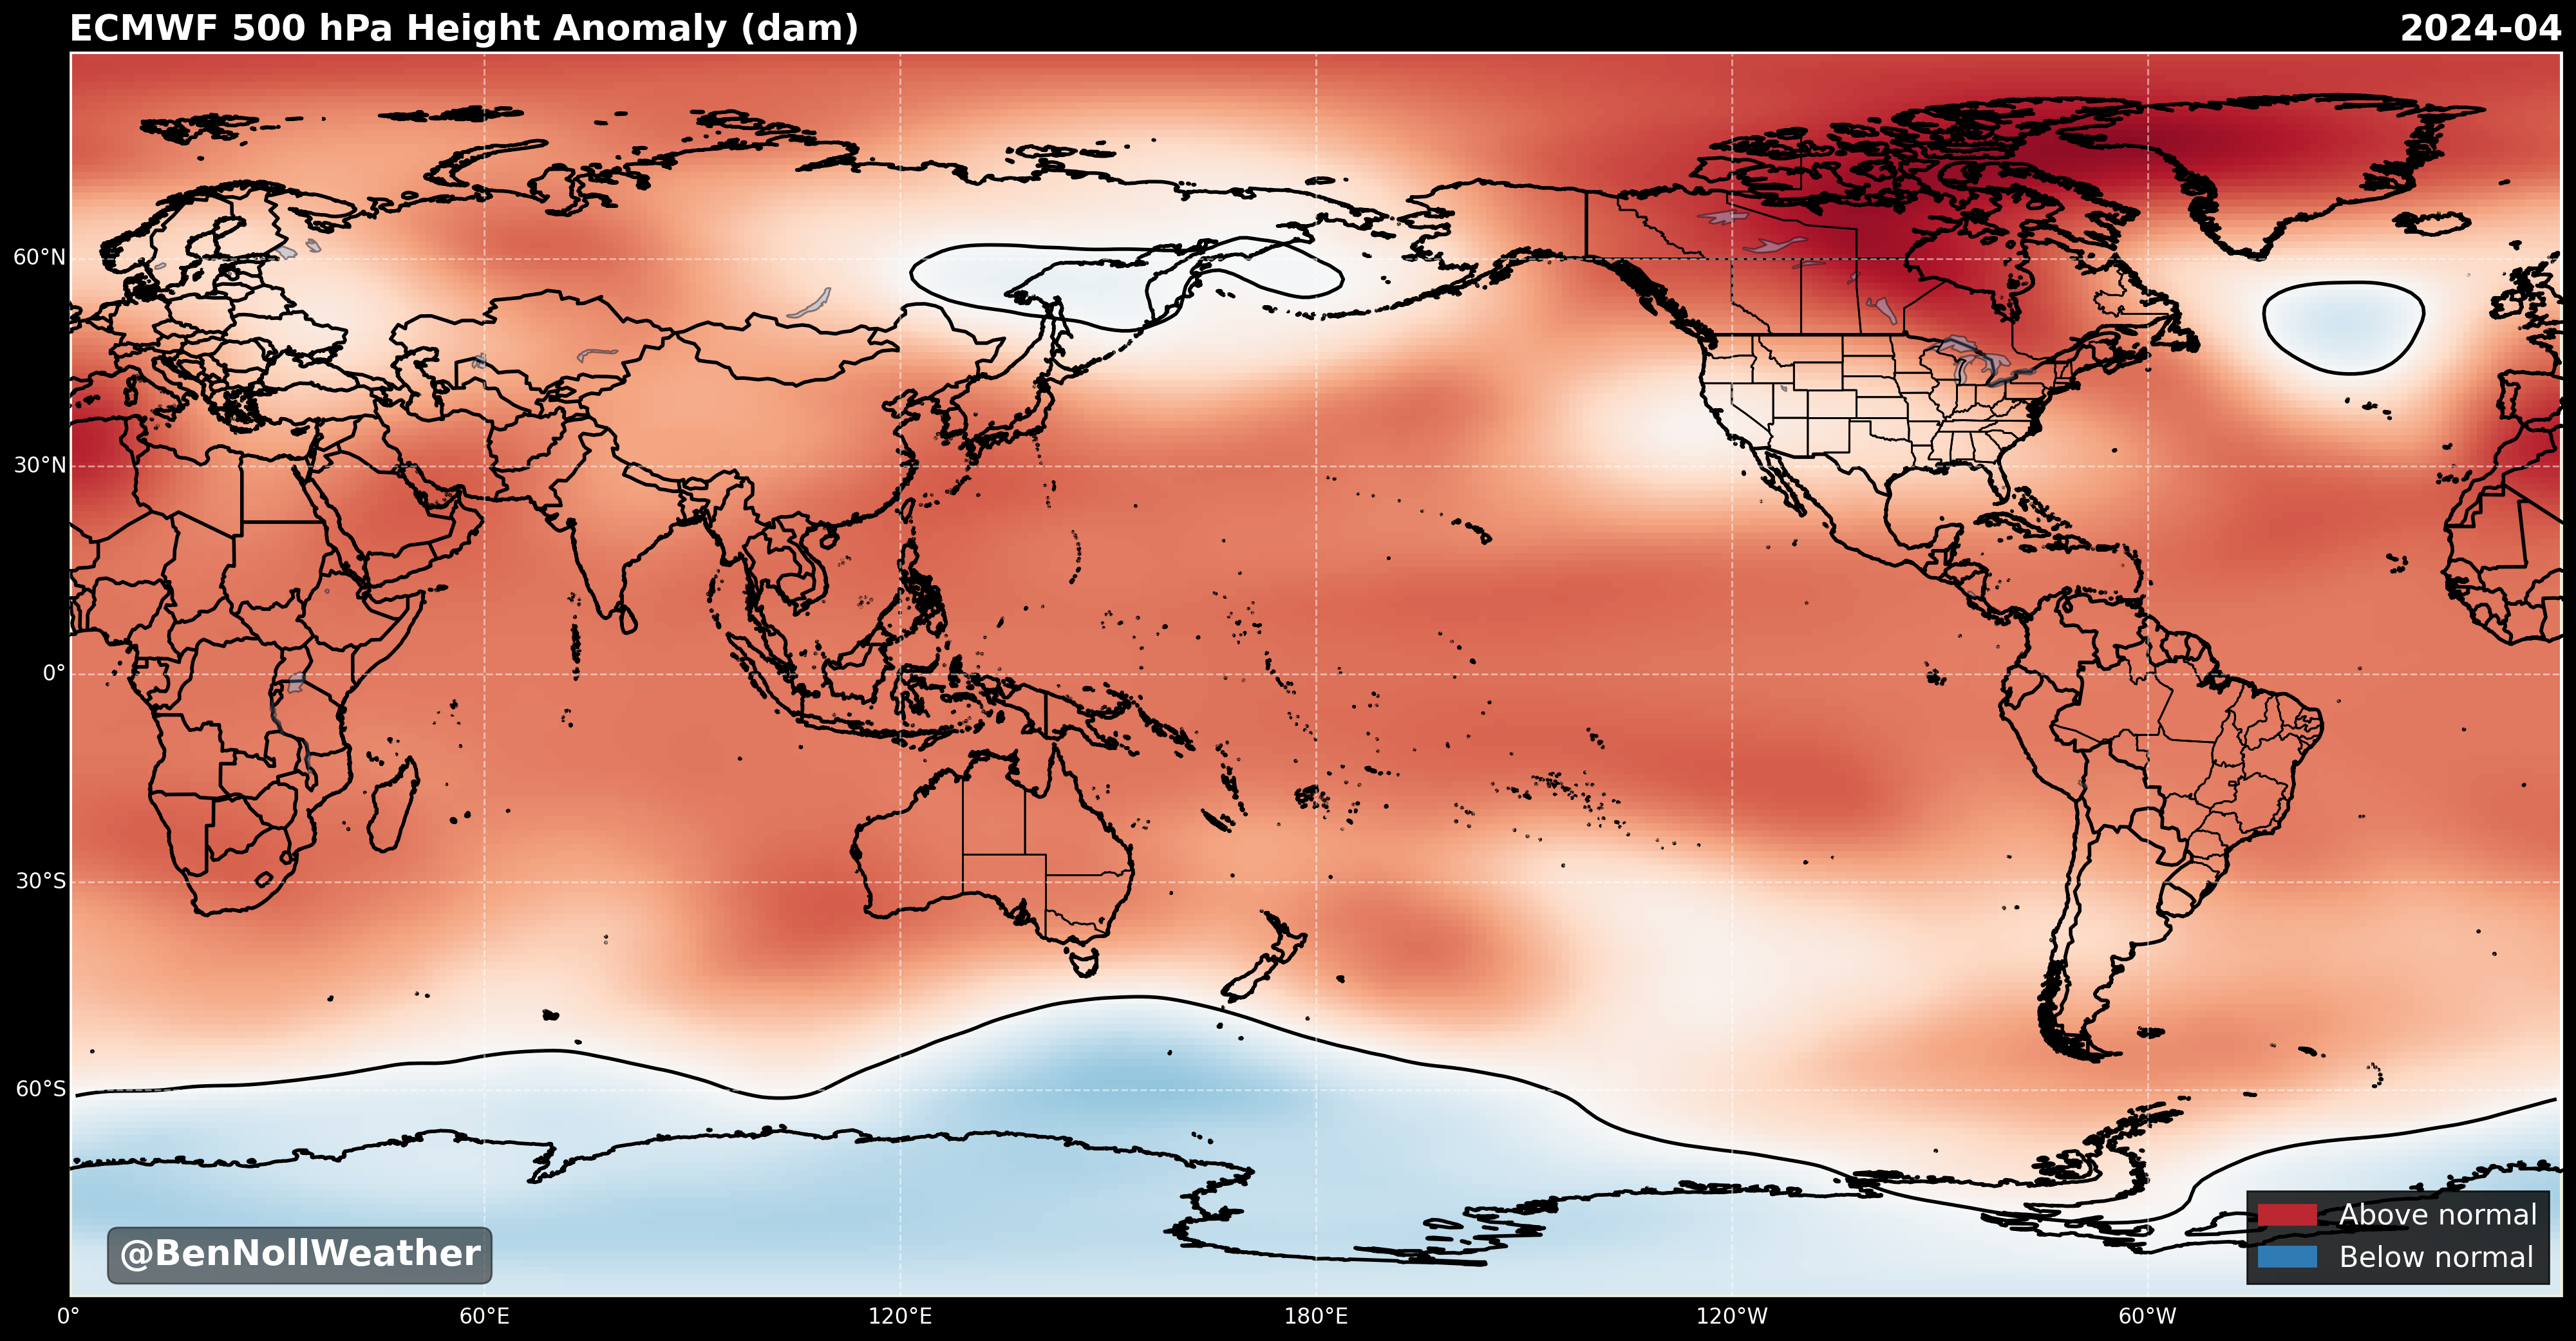 ECMWF 500 hPa Height Anomaly (dam)
2024-04
60°N
30°N
0°
30°S
60°S
@BenNollWeather
Above normal
Below normal
0°
60°E
120°E
180°E
120°W
60°W